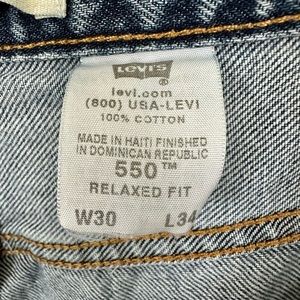 LEVI'S
®
levi.com
(800) USA-LEVI
100% COTTON
MADE IN HAITI FINISHED
IN DOMINICAN REPUBLIC
550™
RELAXED FIT
W30 L34